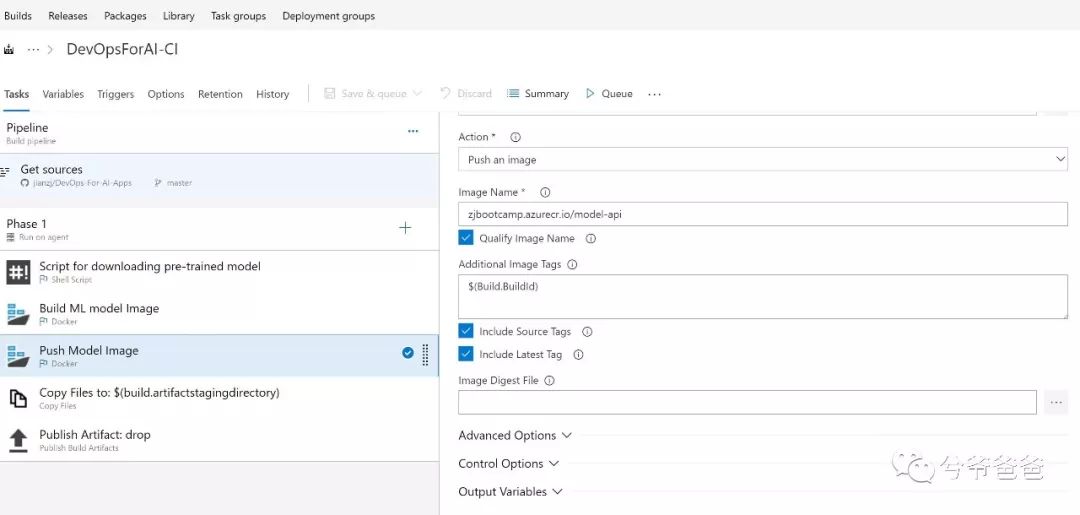 Builds Releases Packages Library Task groups Deployment groups
··· > DevOpsForAI-CI
Tasks Variables Triggers Options Retention History Save & queue Discard Summary Queue ···
Pipeline
Build pipeline
Get sources
jianzj/DevOps-For-AI-Apps master
Phase 1
Run on agent
#! Script for downloading pre-trained model
Shell Script
Build ML model Image
Docker
Push Model Image
Docker
Copy Files to: $(build.artifactstagingdirectory)
Copy Files
Publish Artifact: drop
Publish Build Artifacts
Action *
Push an image
Image Name *
zjbootcamp.azurecr.io/model-api
Qualify Image Name
Additional Image Tags
$(Build.BuildId)
Include Source Tags
Include Latest Tag
Image Digest File
Advanced Options
Control Options
Output Variables
兮爷爸爸